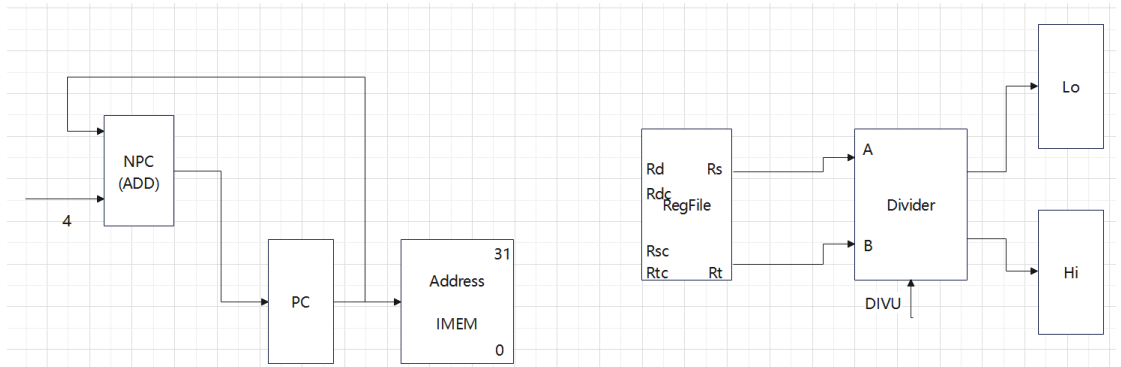 NPC
(ADD)
4
PC
31
Address
IMEM
0
Rd
Rs
Rdc
RegFile
Rsc
Rtc
Rt
A
Divider
B
DIVU
Lo
Hi